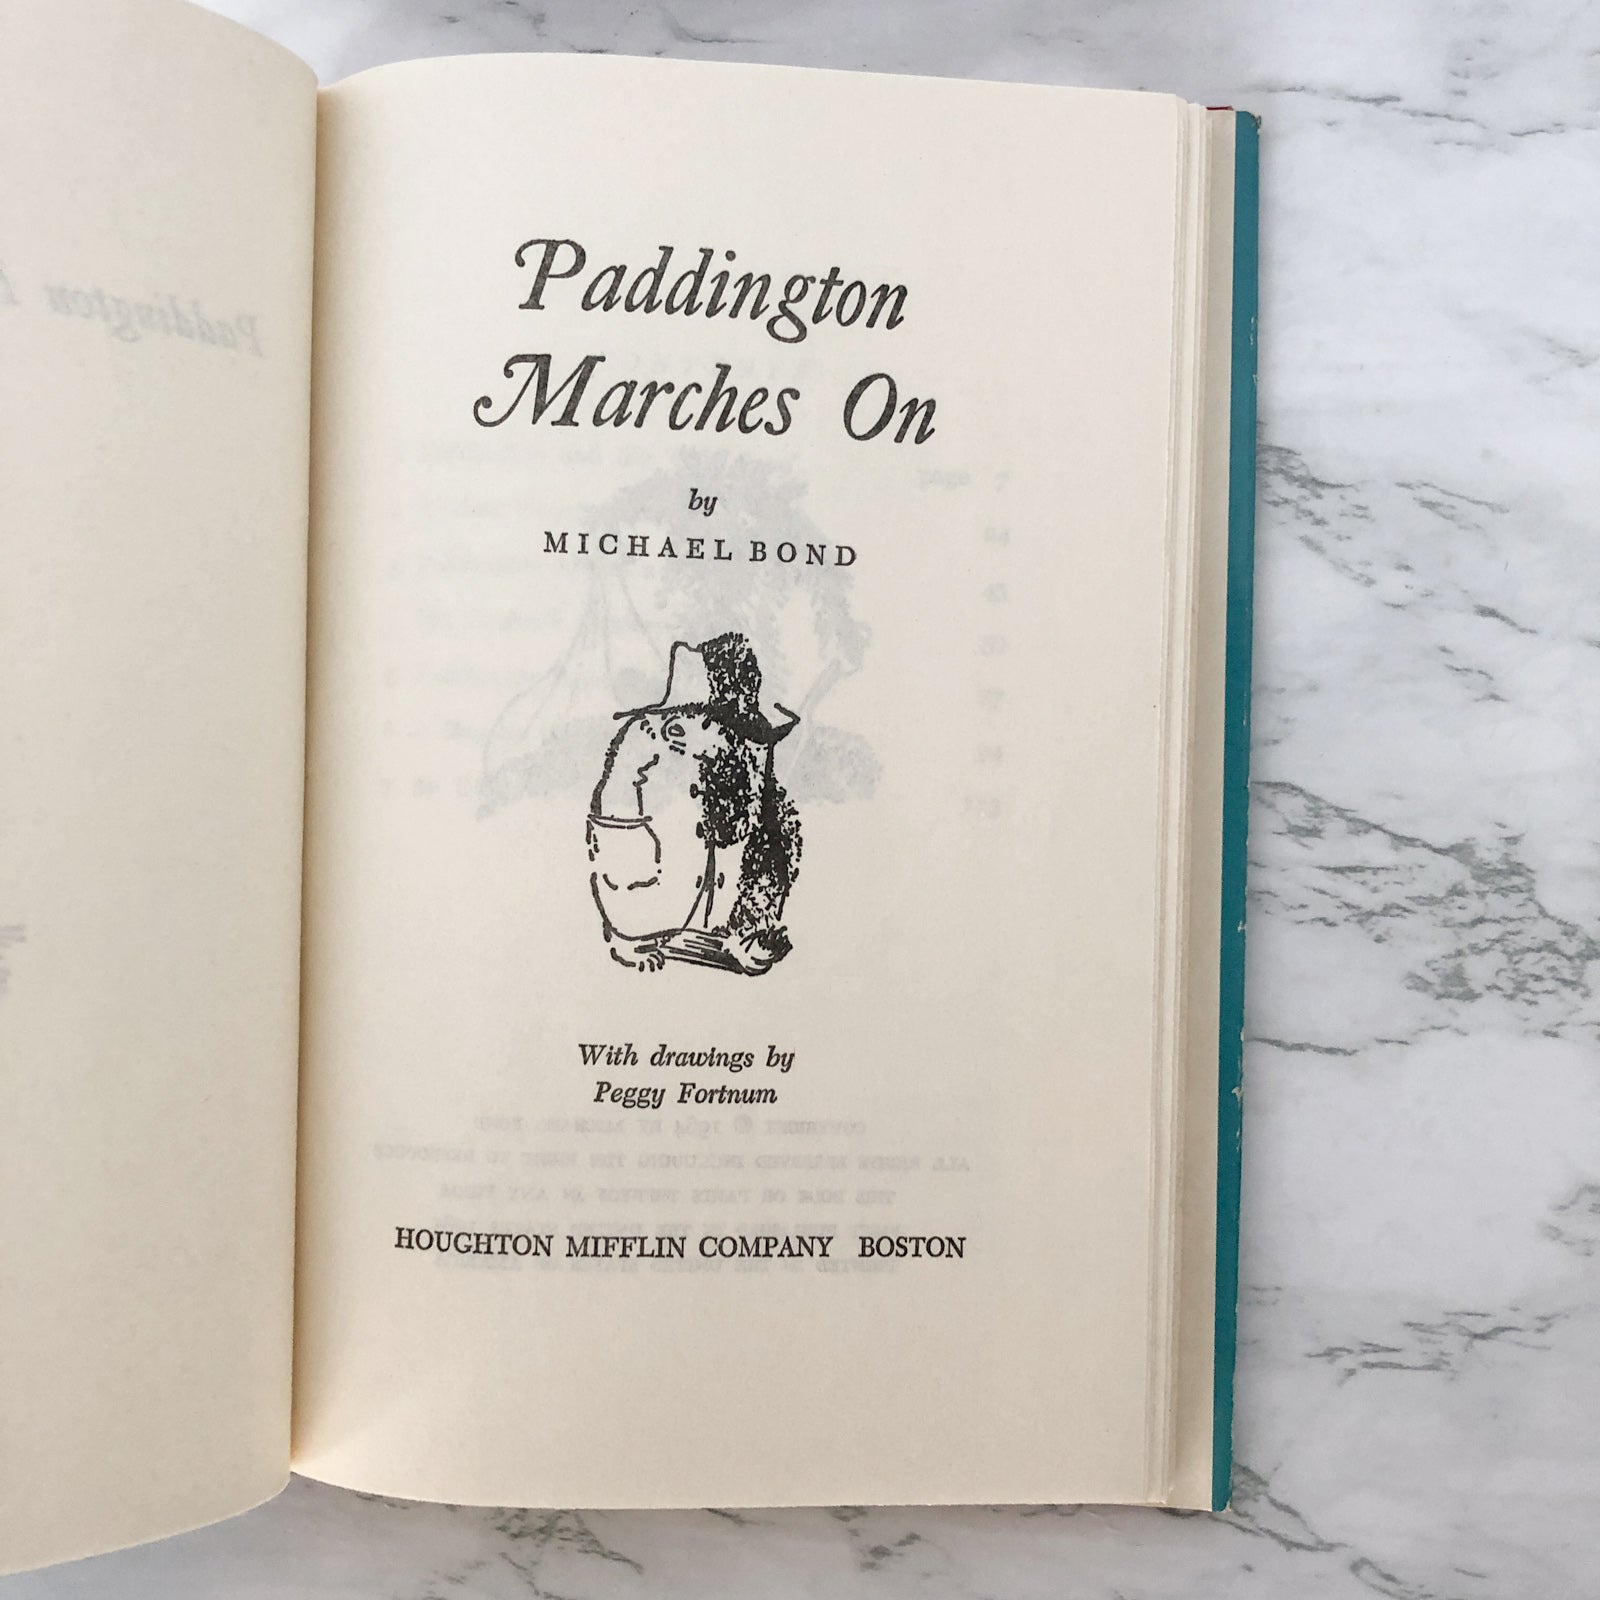 Paddington
Marches On
by
MICHAEL BOND
With drawings by
Peggy Fortnum
HOUGHTON MIFFLIN COMPANY BOSTON